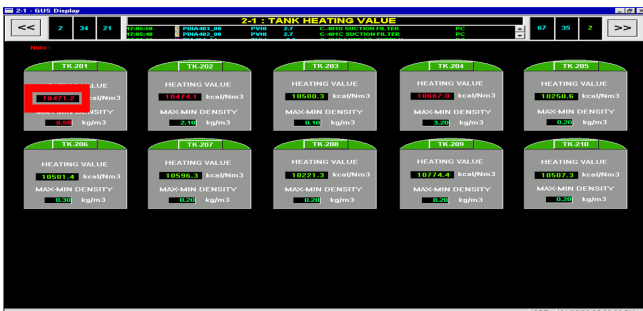 2-1 - GUS Display
2-1 : TANK HEATING VALUE
<< 2 34 21
17:05:50 PDIA403_08 PVHI 2.7 C-401D SUCTION FILTER PC
17:05:40 PDIA402_08 PVHI 2.7 C-401C SUCTION FILTER PC
67 35 2 >>
Note :
TK-201 TK-202 TK-203 TK-204 TK-205
HEATING VALUE HEATING VALUE HEATING VALUE HEATING VALUE
10471.2 kcal/Nm3 10474.1 kcal/Nm3 10500.3 kcal/Nm3 10687.0 kcal/Nm3 10250.6 kcal/Nm3
MAX-MIN DENSITY MAX-MIN DENSITY MAX-MIN DENSITY MAX-MIN DENSITY
0.50 kg/m3 2.10 kg/m3 0.10 kg/m3 3.20 kg/m3 0.20 kg/m3
TK-206 TK-207 TK-208 TK-209 TK-210
HEATING VALUE HEATING VALUE HEATING VALUE HEATING VALUE HEATING VALUE
10501.4 kcal/Nm3 10596.3 kcal/Nm3 10221.3 kcal/Nm3 10774.4 kcal/Nm3 10507.3 kcal/Nm3
MAX-MIN DENSITY MAX-MIN DENSITY MAX-MIN DENSITY MAX-MIN DENSITY MAX-MIN DENSITY
0.30 kg/m3 0.20 kg/m3 0.20 kg/m3 0.20 kg/m3 0.20 kg/m3